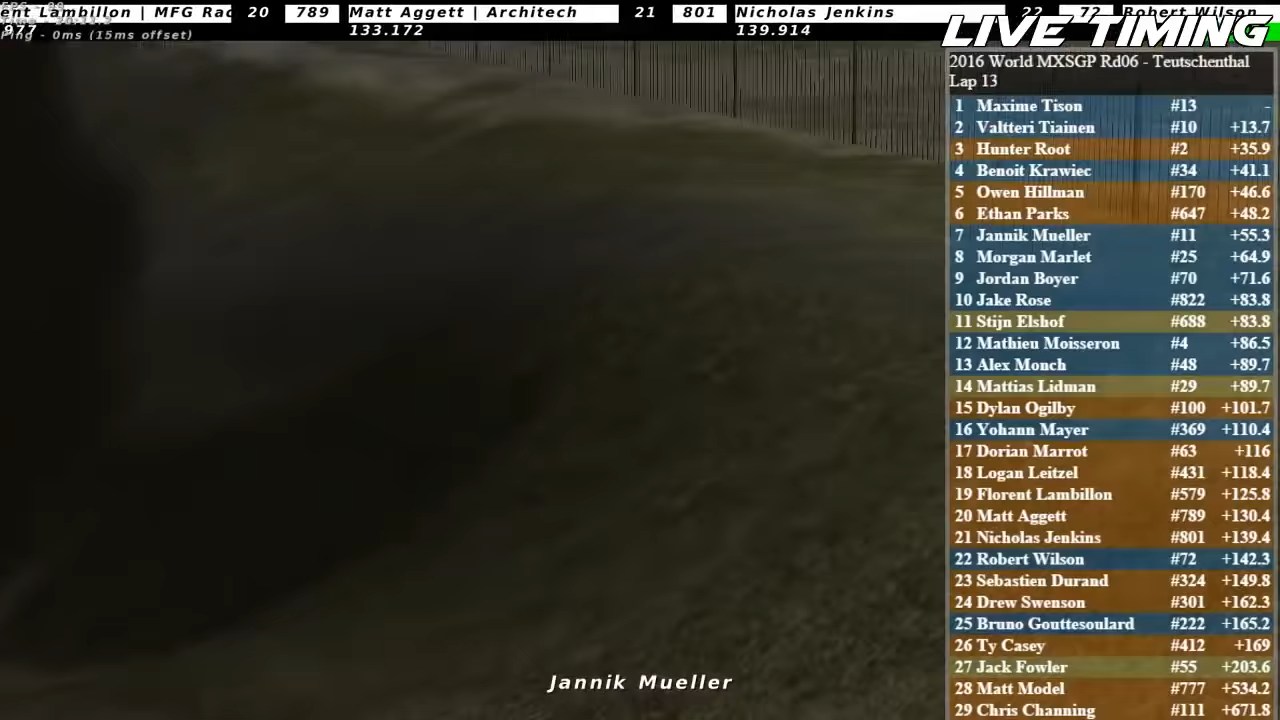 ent Lambillon | MFG Rac 20 789 Matt Aggett | Architech 21 801 Nicholas Jenkins 22 72 Robert Wilson
133.172 139.914
Ping - 0ms (15ms offset)
LIVE TIMING
2016 World MXSGP Rd06 - Teutschenthal
Lap 13
1 Maxime Tison #13 -
2 Valtteri Tiainen #10 +13.7
3 Hunter Root #2 +35.9
4 Benoit Krawiec #34 +41.1
5 Owen Hillman #170 +46.6
6 Ethan Parks #647 +48.2
7 Jannik Mueller #11 +55.3
8 Morgan Marlet #25 +64.9
9 Jordan Boyer #70 +71.6
10 Jake Rose #822 +83.8
11 Stijn Elshof #688 +83.8
12 Mathieu Moisseron #4 +86.5
13 Alex Monch #48 +89.7
14 Mattias Lidman #29 +89.7
15 Dylan Ogilby #100 +101.7
16 Yohann Mayer #369 +110.4
17 Dorian Marrot #63 +116
18 Logan Leitzel #431 +118.4
19 Florent Lambillon #579 +125.8
20 Matt Aggett #789 +130.4
21 Nicholas Jenkins #801 +139.4
22 Robert Wilson #72 +142.3
23 Sebastien Durand #324 +149.8
24 Drew Swenson #301 +162.3
25 Bruno Gouttesoulard #222 +165.2
26 Ty Casey #412 +169
27 Jack Fowler #55 +203.6
28 Matt Model #777 +534.2
29 Chris Channing #111 +671.8
Jannik Mueller